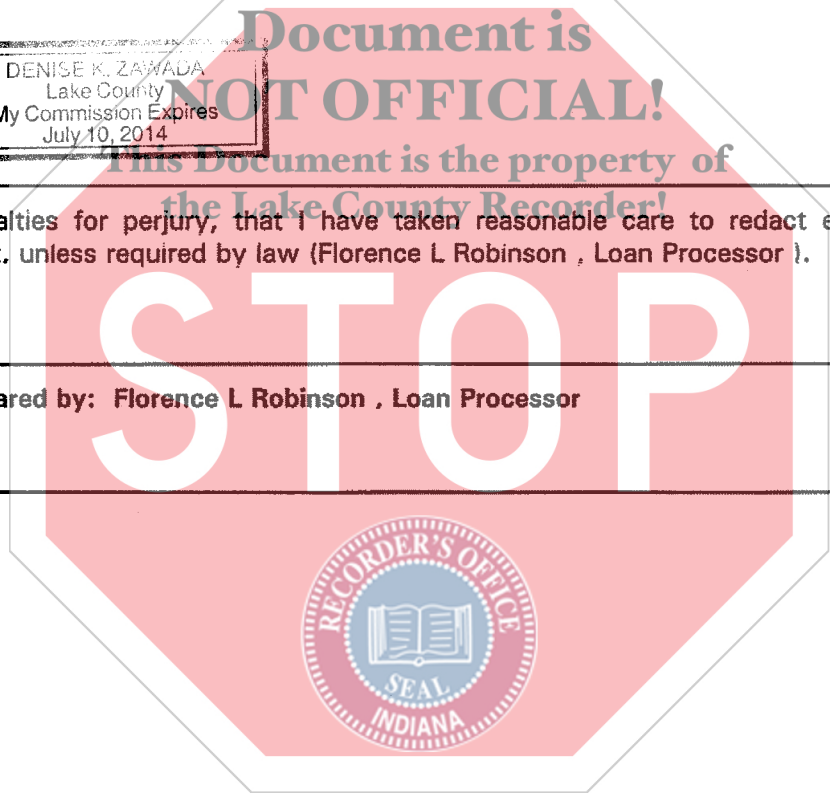 Document is
NOT OFFICIAL!
This Document is the property of
the Lake County Recorder!
DENISE K. ZAWADA
Lake County
My Commission Expires
July 10, 2014
alties for perjury, that I have taken reasonable care to redact e
, unless required by law (Florence L Robinson , Loan Processor ).
STOP
ared by: Florence L Robinson , Loan Processor
RECORDER'S OFFICE
SEAL
INDIANA